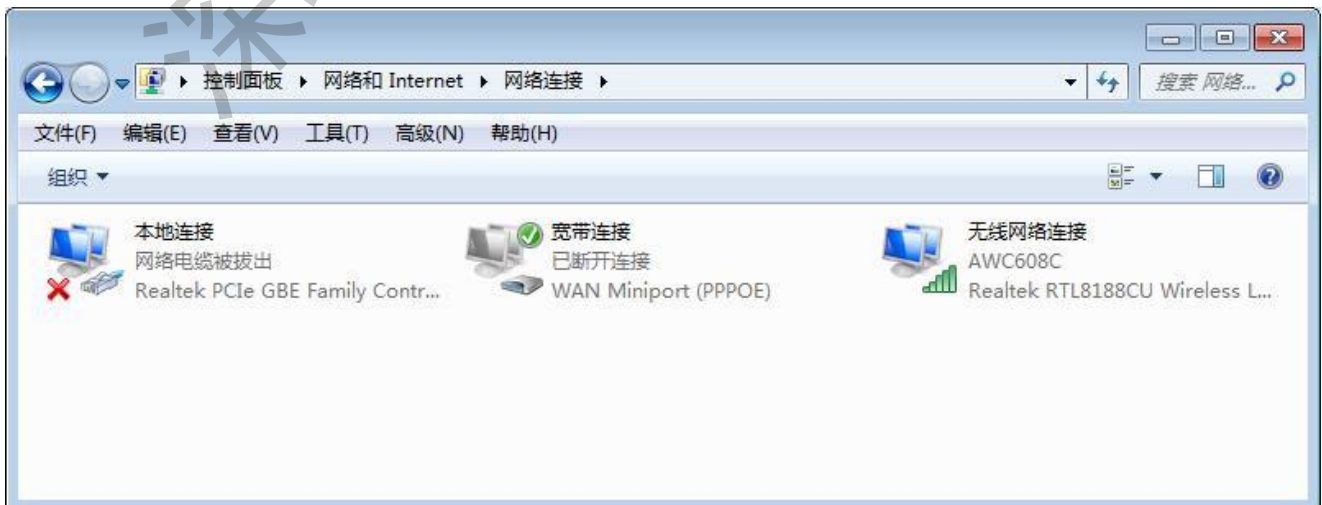 深
控制面板 网络和 Internet 网络连接 搜索 网络...
文件(F) 编辑(E) 查看(V) 工具(T) 高级(N) 帮助(H)
组织
本地连接
网络电缆被拔出
Realtek PCIe GBE Family Contr...
宽带连接
已断开连接
WAN Miniport (PPPOE)
无线网络连接
AWC608C
Realtek RTL8188CU Wireless L...